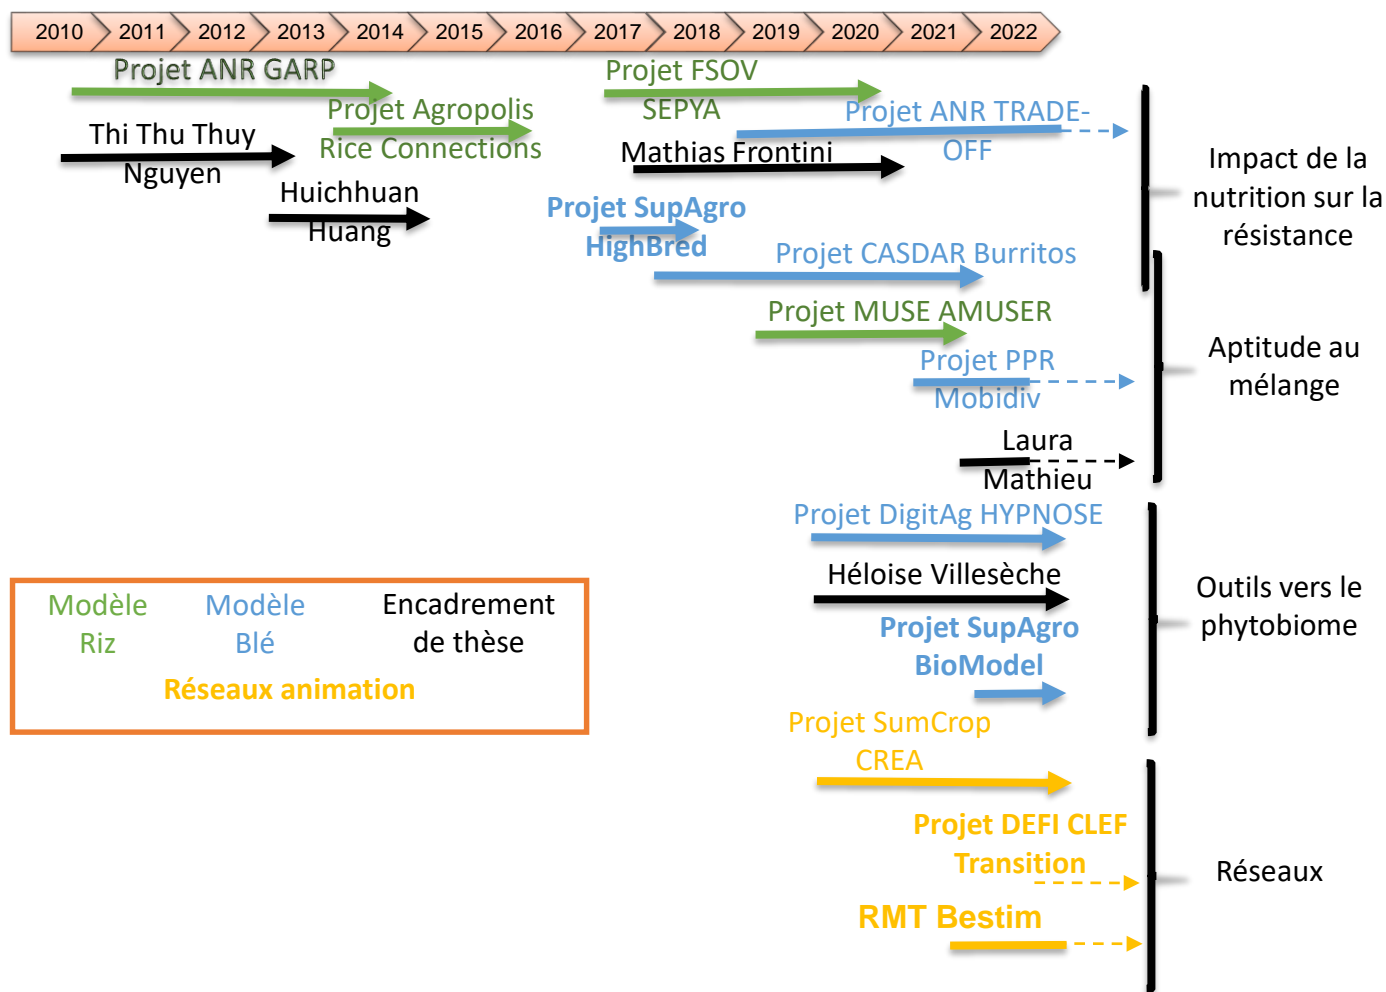 2010 2011 2012 2013 2014 2015 2016 2017 2018 2019 2020 2021 2022
Projet ANR GARP
Projet Agropolis
Rice Connections
Thi Thu Thuy
Nguyen
Huichhuan
Huang
Projet FSOV
SEPYA
Projet ANR TRADE-
OFF
Mathias Frontini
Projet SupAgro
HighBred
Projet CASDAR Burritos
Impact de la
nutrition sur la
résistance
Projet MUSE AMUSER
Projet PPR
Mobidiv
Laura
Mathieu
Aptitude au
mélange
Projet DigitAg HYPNOSE
Héloise Villesèche
Projet SupAgro
BioModel
Outils vers le
phytobiome
Projet SumCrop
CREA
Projet DEFI CLEF
Transition
RMT Bestim
Réseaux
Modèle
Riz
Modèle
Blé
Encadrement
de thèse
Réseaux animation